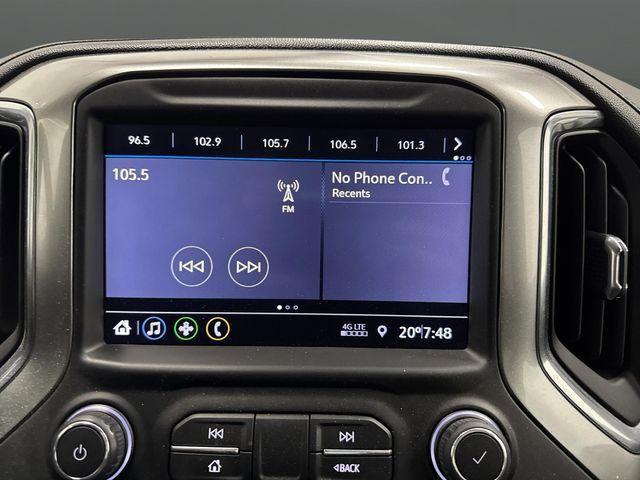 96.5 102.9 105.7 106.5 101.3
105.5
FM
No Phone Con..
Recents
4G LTE 20° 7:48
BACK